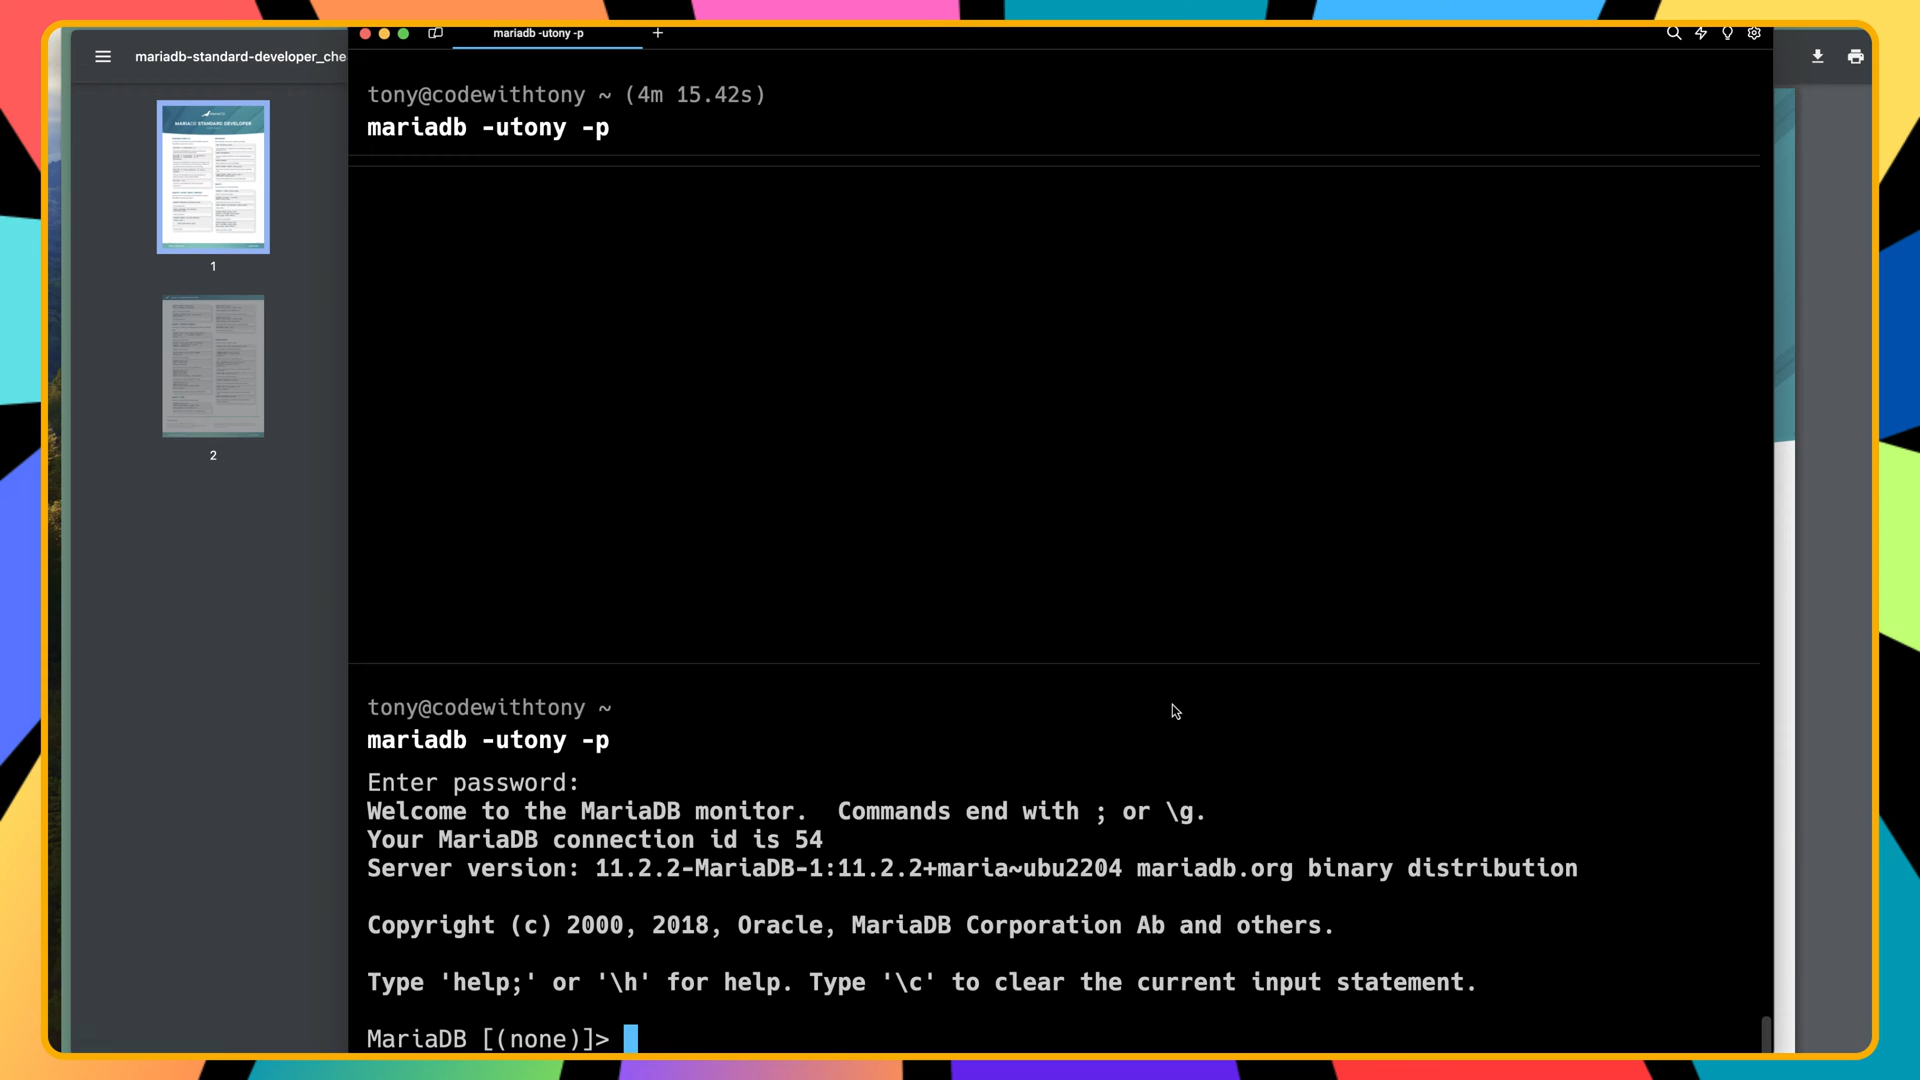 mariadb-standard-developer_che
mariadb -utony -p
tony@codewithtony ~ (4m 15.42s)
mariadb -utony -p
MARIADB STANDARD DEVELOPER
1
2
tony@codewithtony ~
mariadb -utony -p
Enter password:
Welcome to the MariaDB monitor.  Commands end with ; or \g.
Your MariaDB connection id is 54
Server version: 11.2.2-MariaDB-1:11.2.2+maria~ubu2204 mariadb.org binary distribution
Copyright (c) 2000, 2018, Oracle, MariaDB Corporation Ab and others.
Type 'help;' or '\h' for help. Type '\c' to clear the current input statement.
MariaDB [(none)]>